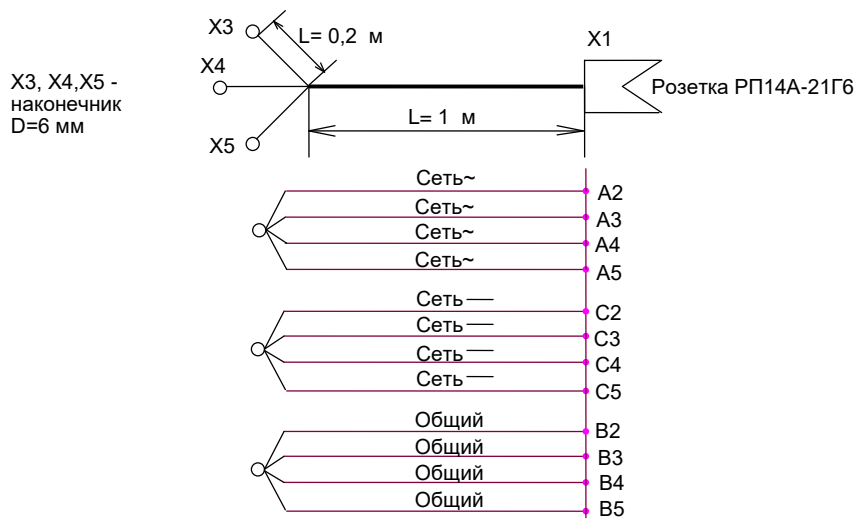 X3
L= 0,2 м
X1
X4
X3, X4,X5 -
наконечник
D=6 мм
Розетка РП14А-21Г6
L= 1 м
X5
Сеть~
A2
Сеть~
A3
Сеть~
A4
Сеть~
A5
Сеть —
C2
Сеть —
C3
Сеть —
C4
Сеть —
C5
Общий
B2
Общий
B3
Общий
B4
Общий
B5